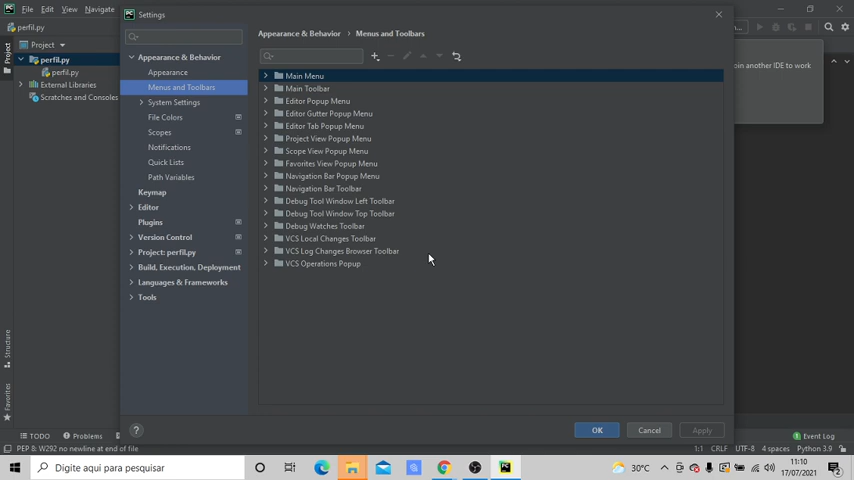 PC File Edit View Navigate
PC Settings
perfil.py
Project
Appearance & Behavior › Menus and Toolbars
Appearance & Behavior
Appearance
Menus and Toolbars
System Settings
File Colors
Scopes
Notifications
Quick Lists
Path Variables
Keymap
Editor
Plugins
Version Control
Project: perfil.py
Build, Execution, Deployment
Languages & Frameworks
Tools
Main Menu
Main Toolbar
Editor Popup Menu
Editor Gutter Popup Menu
Editor Tab Popup Menu
Project View Popup Menu
Scope View Popup Menu
Favorites View Popup Menu
Navigation Bar Popup Menu
Navigation Bar Toolbar
Debug Tool Window Left Toolbar
Debug Tool Window Top Toolbar
Debug Watches Toolbar
VCS Local Changes Toolbar
VCS Log Changes Browser Toolbar
VCS Operations Popup
Project
perfil.py
perfil.py
External Libraries
Scratches and Consoles
Structure
Favorites
oin another IDE to work
? OK Cancel Apply
TODO Problems Event Log
PEP 8: W292 no newline at end of file 1:1 CRLF UTF-8 4 spaces Python 3.9
Digite aqui para pesquisar PC 30°C 11:10
17/07/2021 2